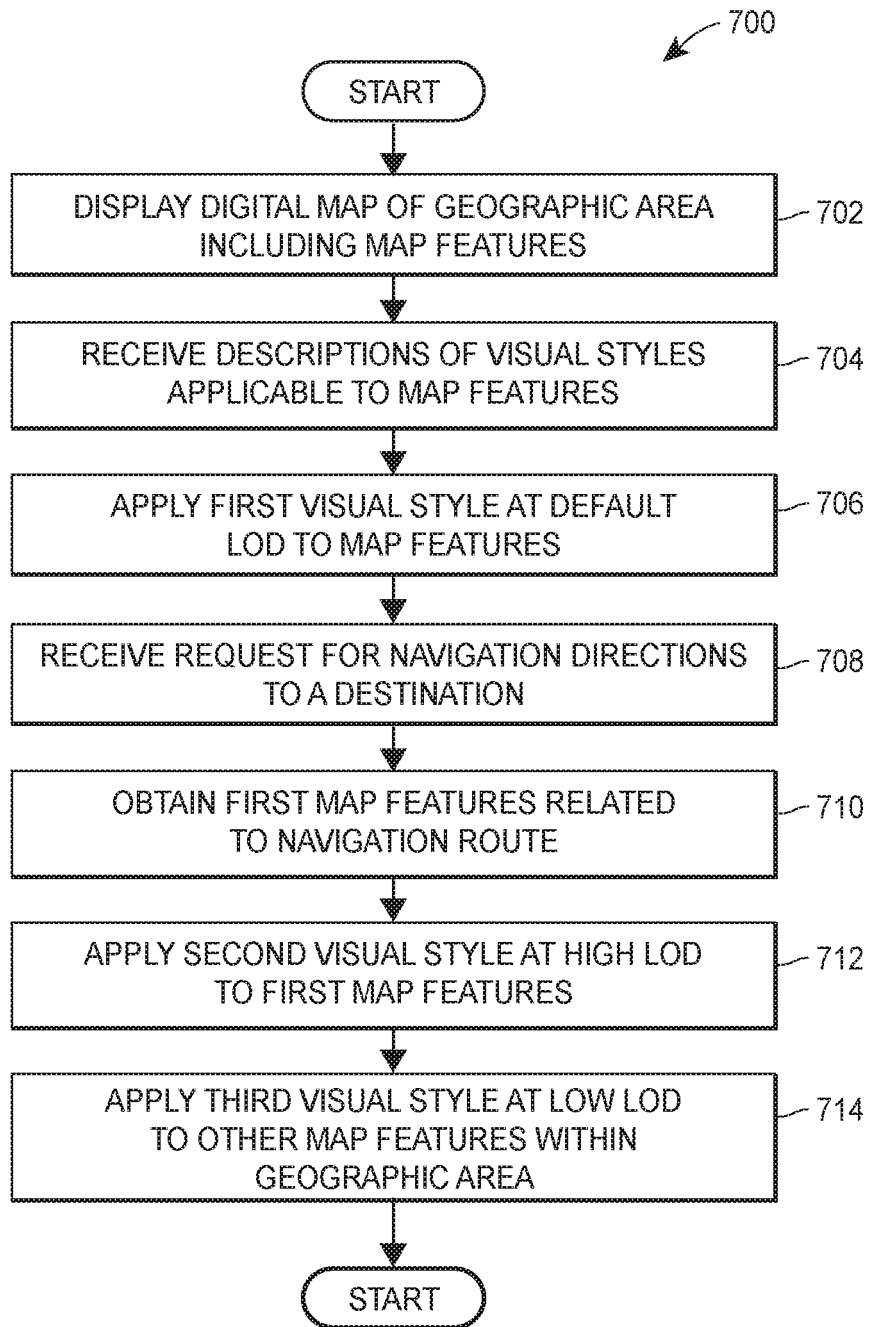 700
START
DISPLAY DIGITAL MAP OF GEOGRAPHIC AREA
INCLUDING MAP FEATURES
702
RECEIVE DESCRIPTIONS OF VISUAL STYLES
APPLICABLE TO MAP FEATURES
704
APPLY FIRST VISUAL STYLE AT DEFAULT
LOD TO MAP FEATURES
706
RECEIVE REQUEST FOR NAVIGATION DIRECTIONS
TO A DESTINATION
708
OBTAIN FIRST MAP FEATURES RELATED
TO NAVIGATION ROUTE
710
APPLY SECOND VISUAL STYLE AT HIGH LOD
TO FIRST MAP FEATURES
712
APPLY THIRD VISUAL STYLE AT LOW LOD
TO OTHER MAP FEATURES WITHIN
GEOGRAPHIC AREA
714
START